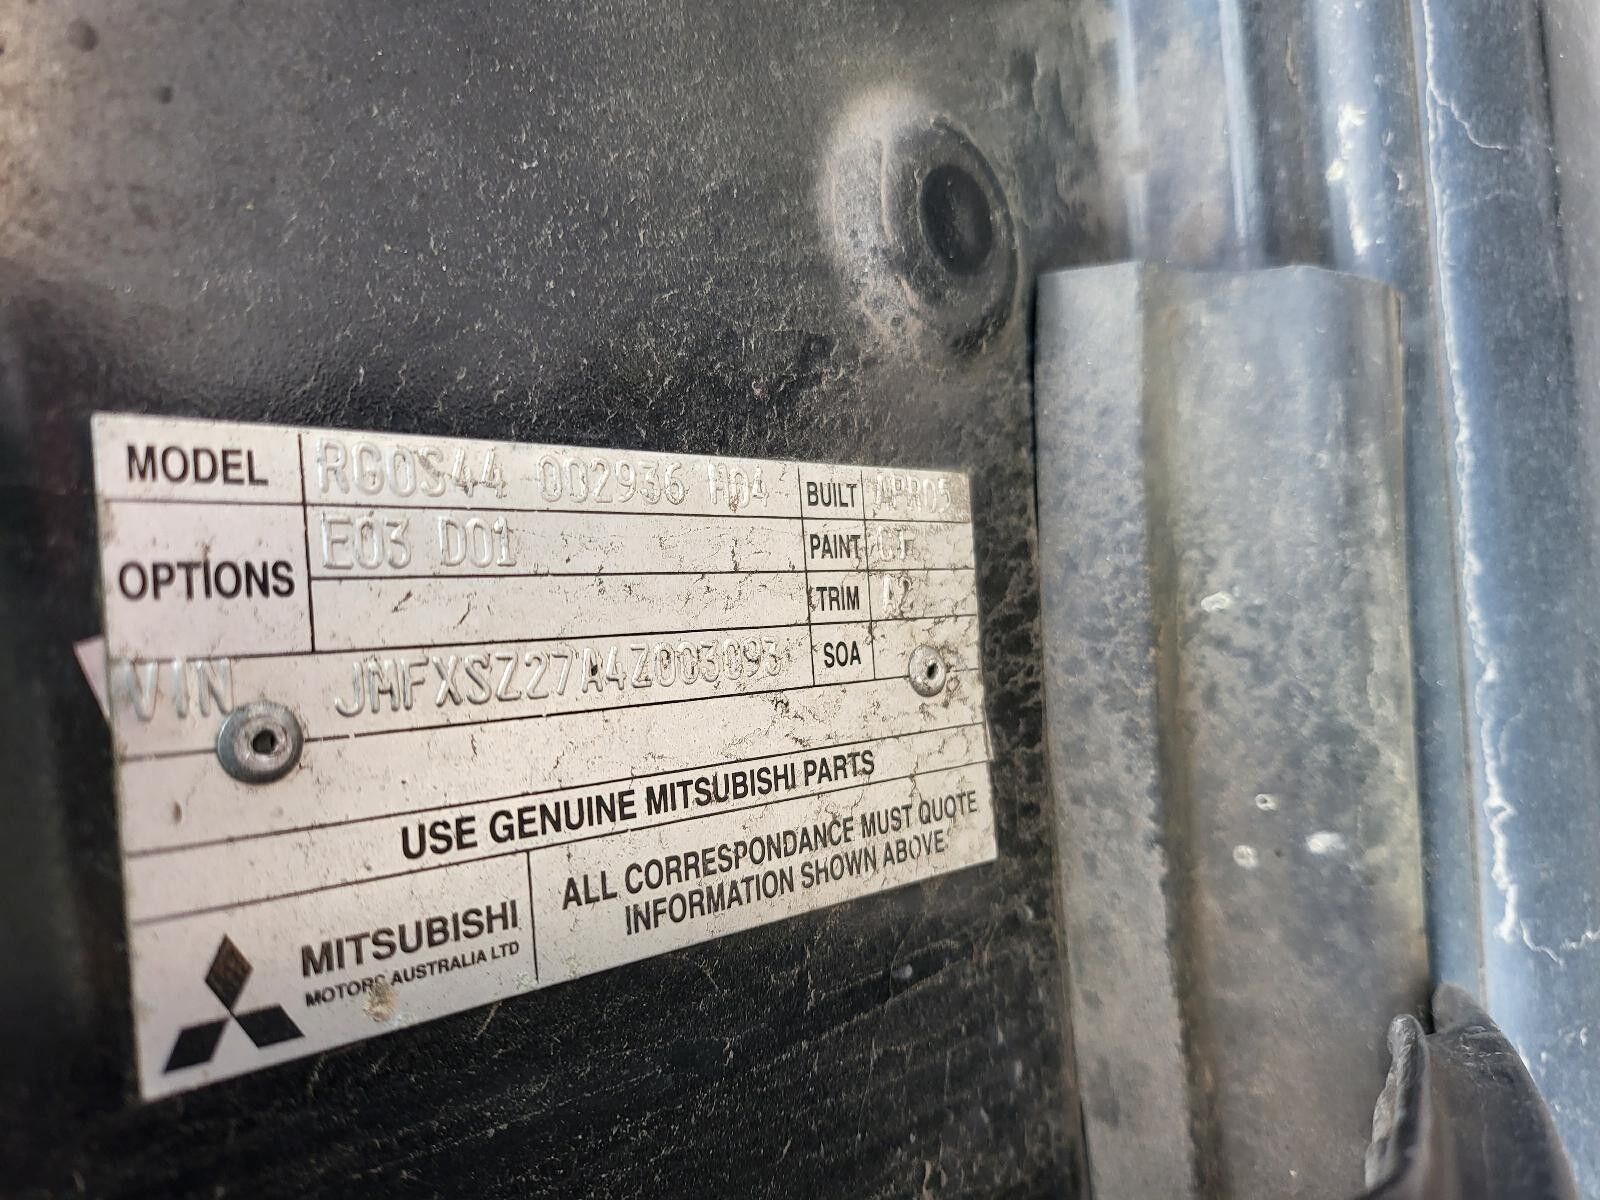 MODEL RG0S44 002936 H04 BUILT APR05
OPTIONS E03 D01 PAINT
TRIM A2
VIN JMFXSZ27A4Z003093 SOA
USE GENUINE MITSUBISHI PARTS
MITSUBISHI
MOTORS AUSTRALIA LTD
ALL CORRESPONDANCE MUST QUOTE
INFORMATION SHOWN ABOVE.